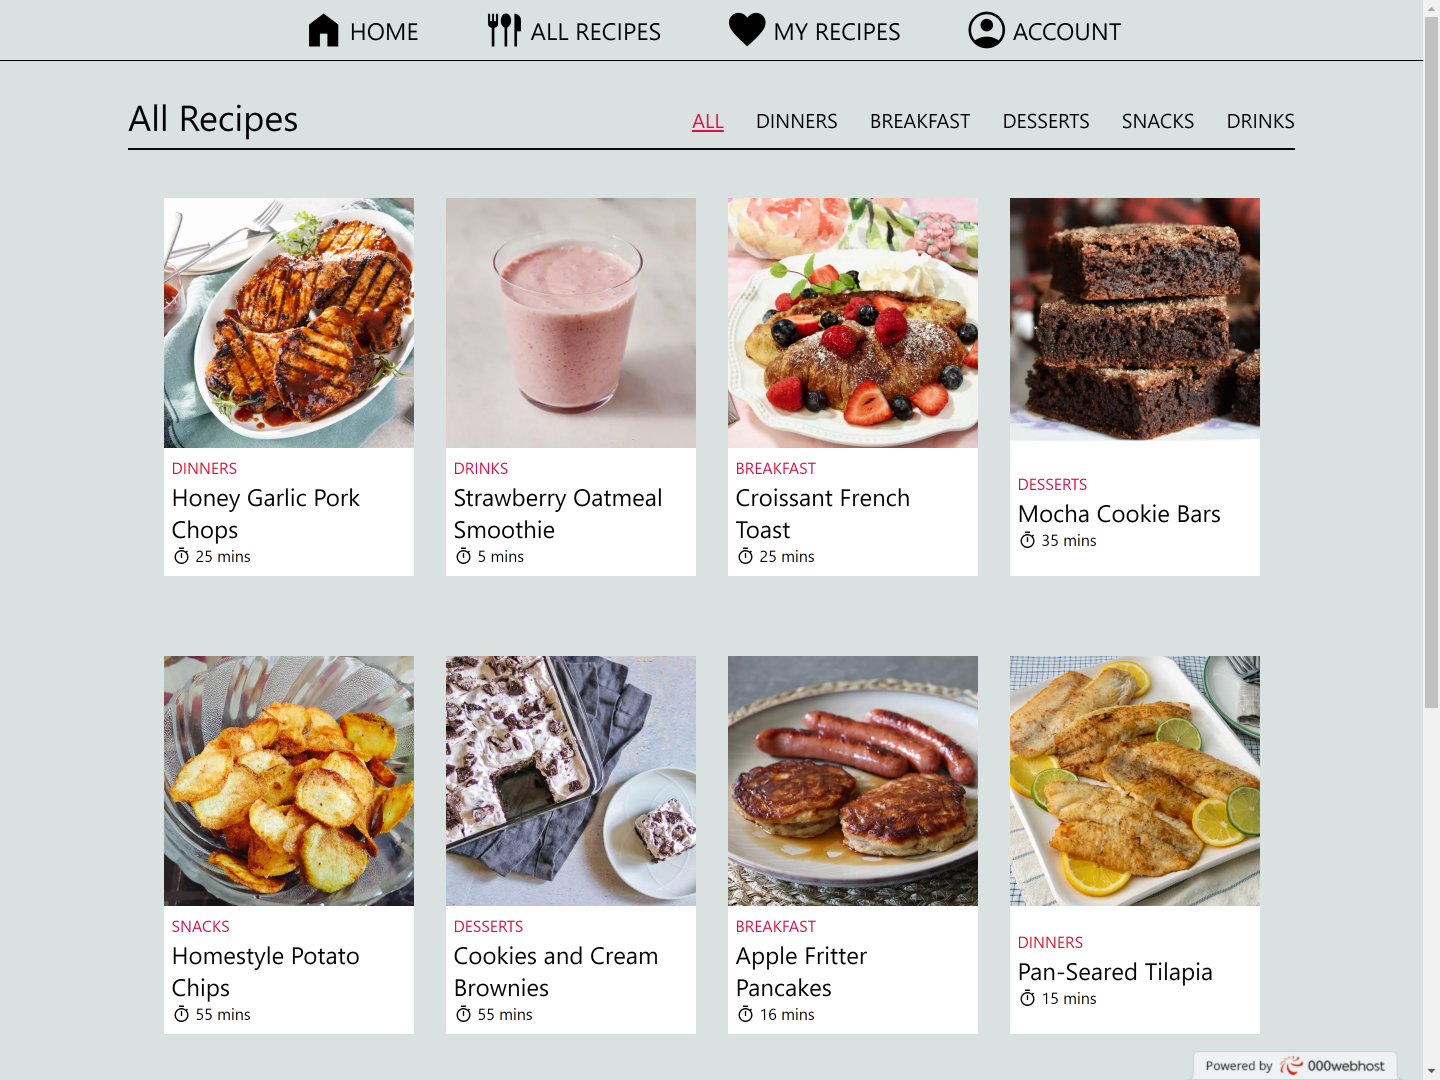 HOME
ALL RECIPES
MY RECIPES
ACCOUNT
All Recipes
ALL
DINNERS
BREAKFAST
DESSERTS
SNACKS
DRINKS
DINNERS
Honey Garlic Pork
Chops
25 mins
DRINKS
Strawberry Oatmeal
Smoothie
5 mins
BREAKFAST
Croissant French
Toast
25 mins
DESSERTS
Mocha Cookie Bars
35 mins
SNACKS
Homestyle Potato
Chips
55 mins
DESSERTS
Cookies and Cream
Brownies
55 mins
BREAKFAST
Apple Fritter
Pancakes
16 mins
DINNERS
Pan-Seared Tilapia
15 mins
Powered by 000webhost